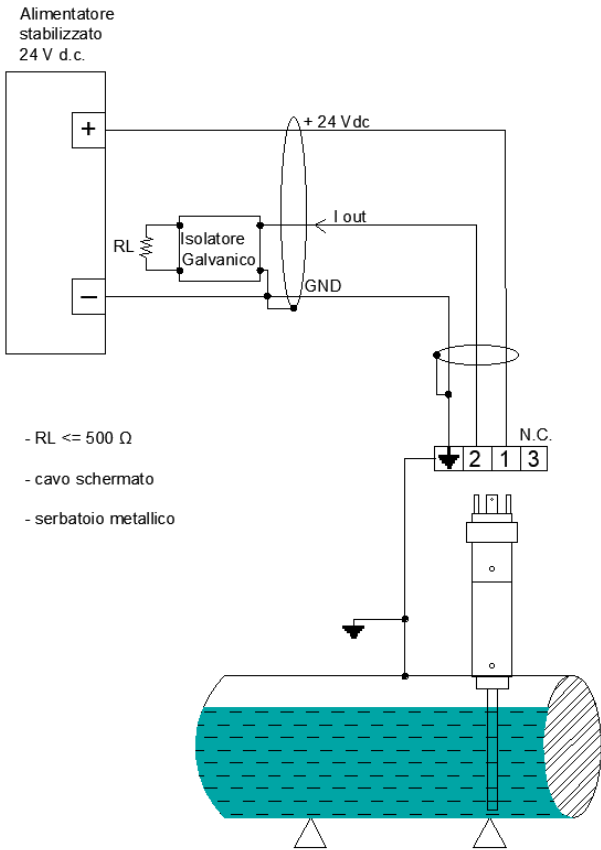 Alimentatore
stabilizzato
24 V d.c.
+
+ 24 Vdc
I out
RL
Isolatore
Galvanico
−
GND
N.C.
2 1 3
- RL <= 500 Ω
- cavo schermato
- serbatoio metallico